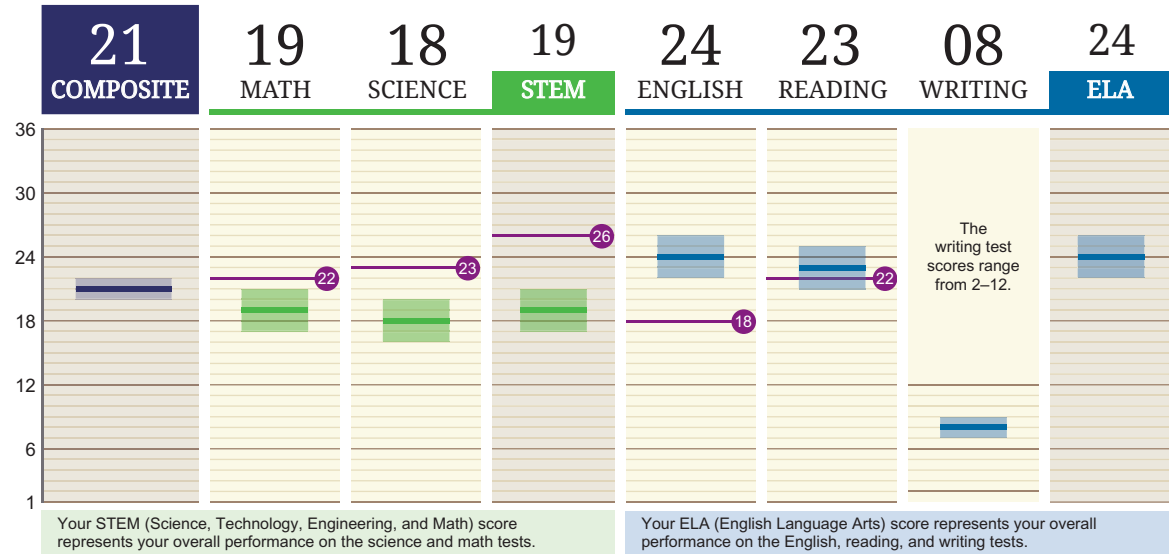 21 19 18 19 24 23 08 24
COMPOSITE MATH SCIENCE STEM ENGLISH READING WRITING ELA
36
30
26
The
writing test
scores range
from 2–12.
24
23
22
22
18
18
12
6
1
Your STEM (Science, Technology, Engineering, and Math) score
represents your overall performance on the science and math tests.
Your ELA (English Language Arts) score represents your overall
performance on the English, reading, and writing tests.